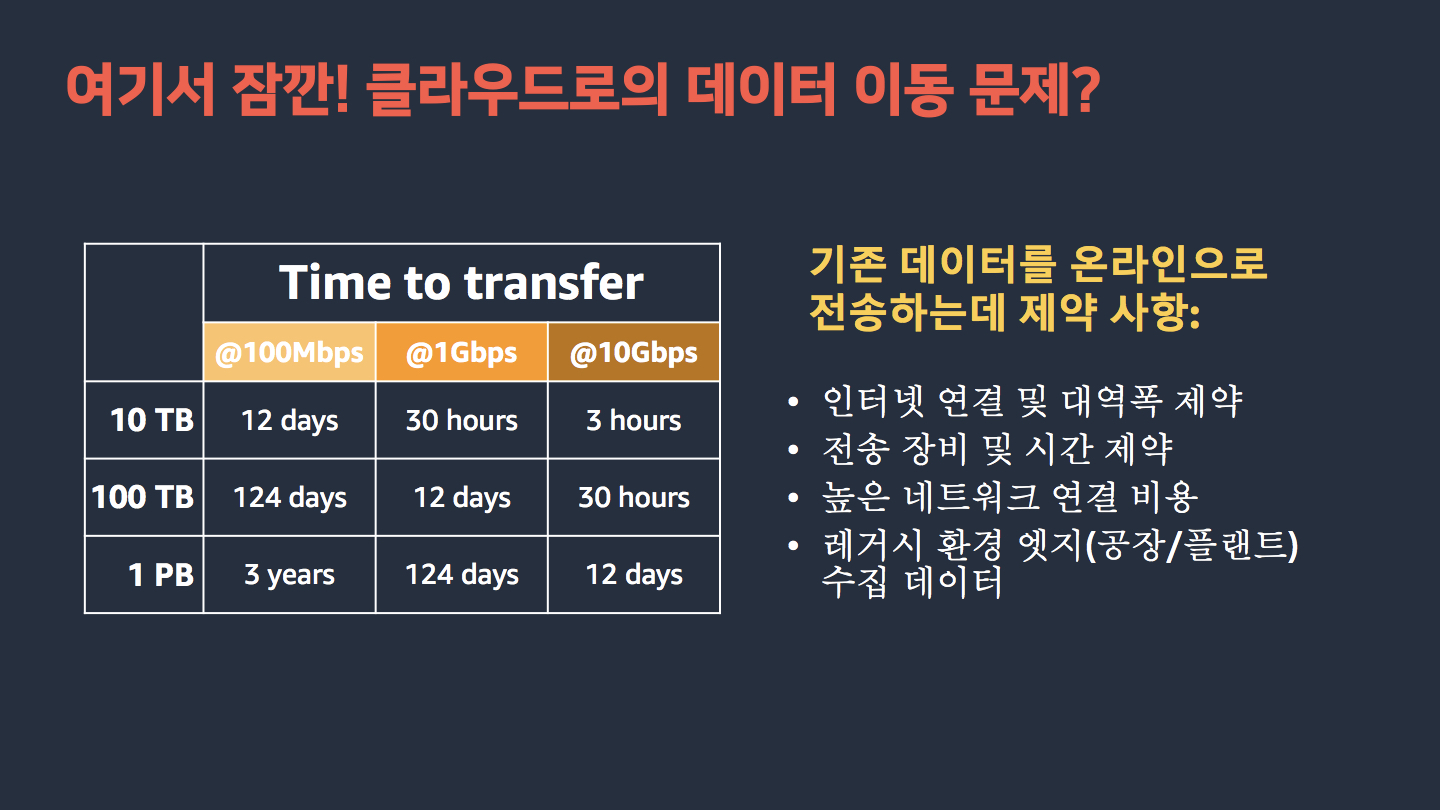 여기서 잠깐! 클라우드로의 데이터 이동 문제?
Time to transfer
@100Mbps @1Gbps @10Gbps
10 TB 12 days 30 hours 3 hours
100 TB 124 days 12 days 30 hours
1 PB 3 years 124 days 12 days
기존 데이터를 온라인으로
전송하는데 제약 사항:
• 인터넷 연결 및 대역폭 제약
• 전송 장비 및 시간 제약
• 높은 네트워크 연결 비용
• 레거시 환경 엣지(공장/플랜트)
수집 데이터